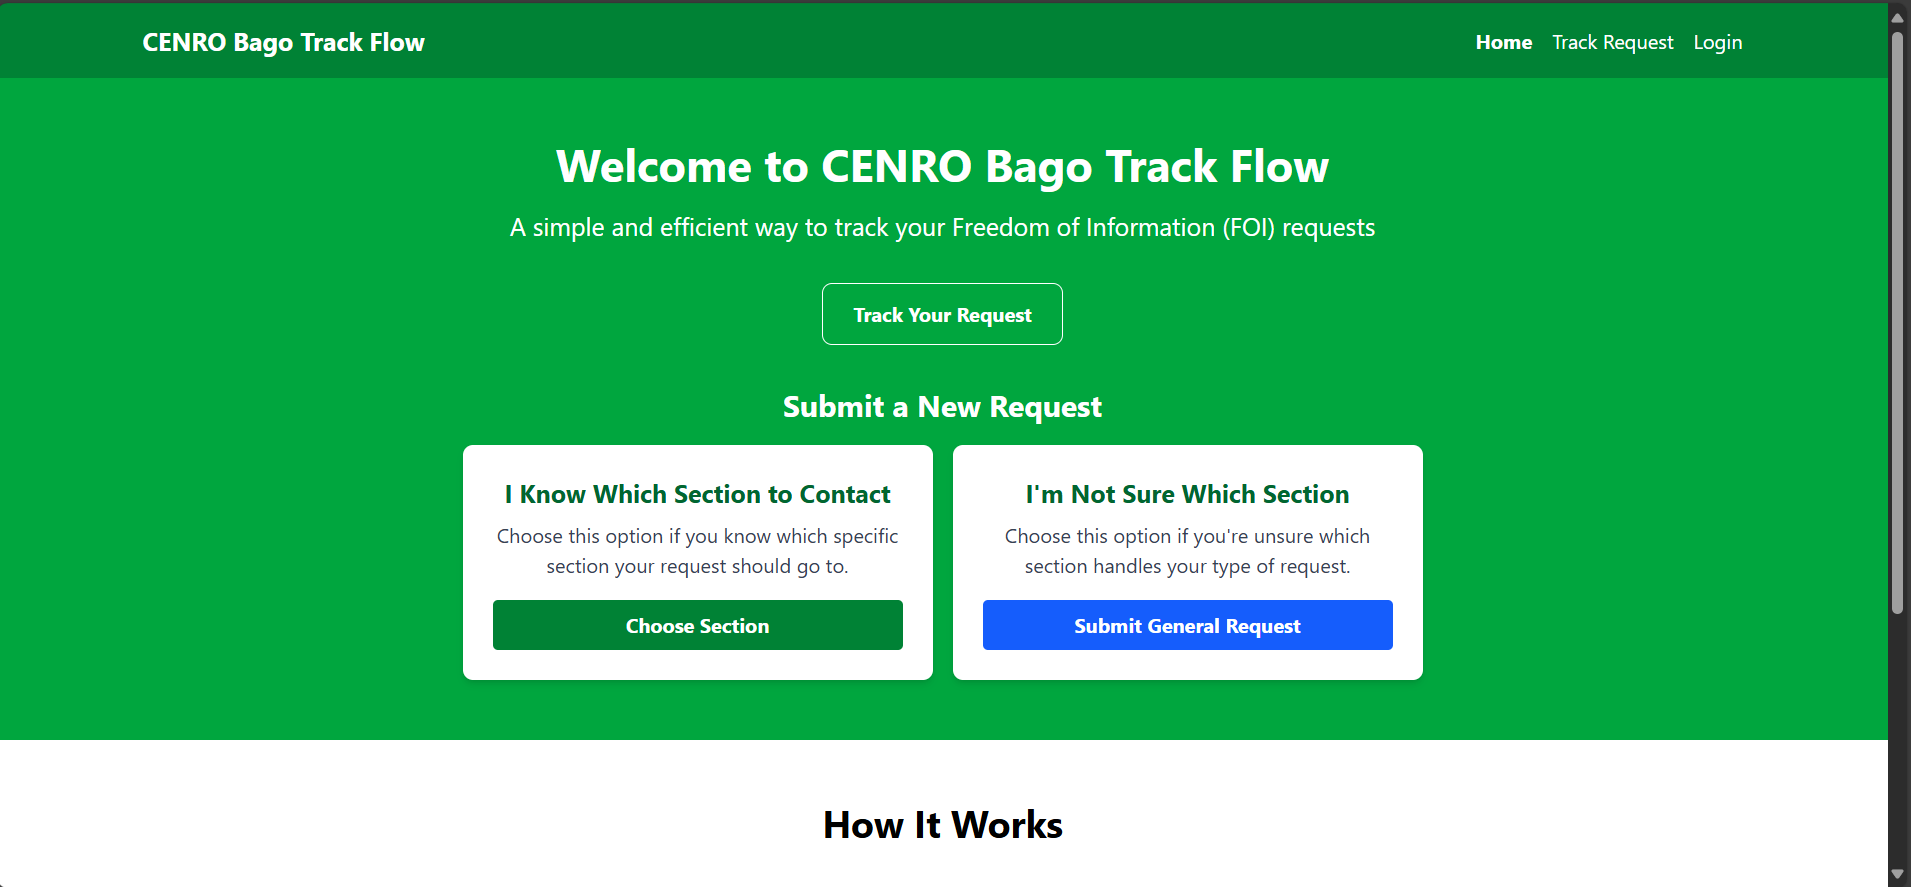 CENRO Bago Track Flow
Home Track Request Login
Welcome to CENRO Bago Track Flow
A simple and efficient way to track your Freedom of Information (FOI) requests
Track Your Request
Submit a New Request
I Know Which Section to Contact
Choose this option if you know which specific
section your request should go to.
Choose Section
I'm Not Sure Which Section
Choose this option if you're unsure which
section handles your type of request.
Submit General Request
How It Works